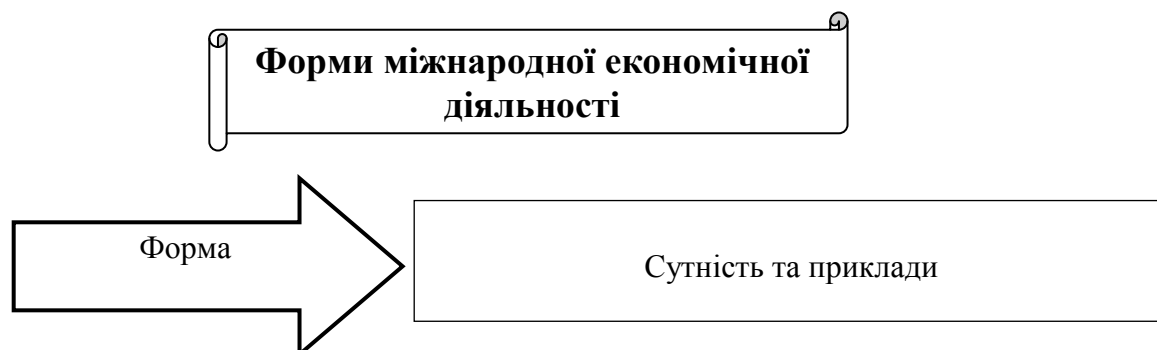 Форми міжнародної економічної
діяльності
Форма
Сутність та приклади